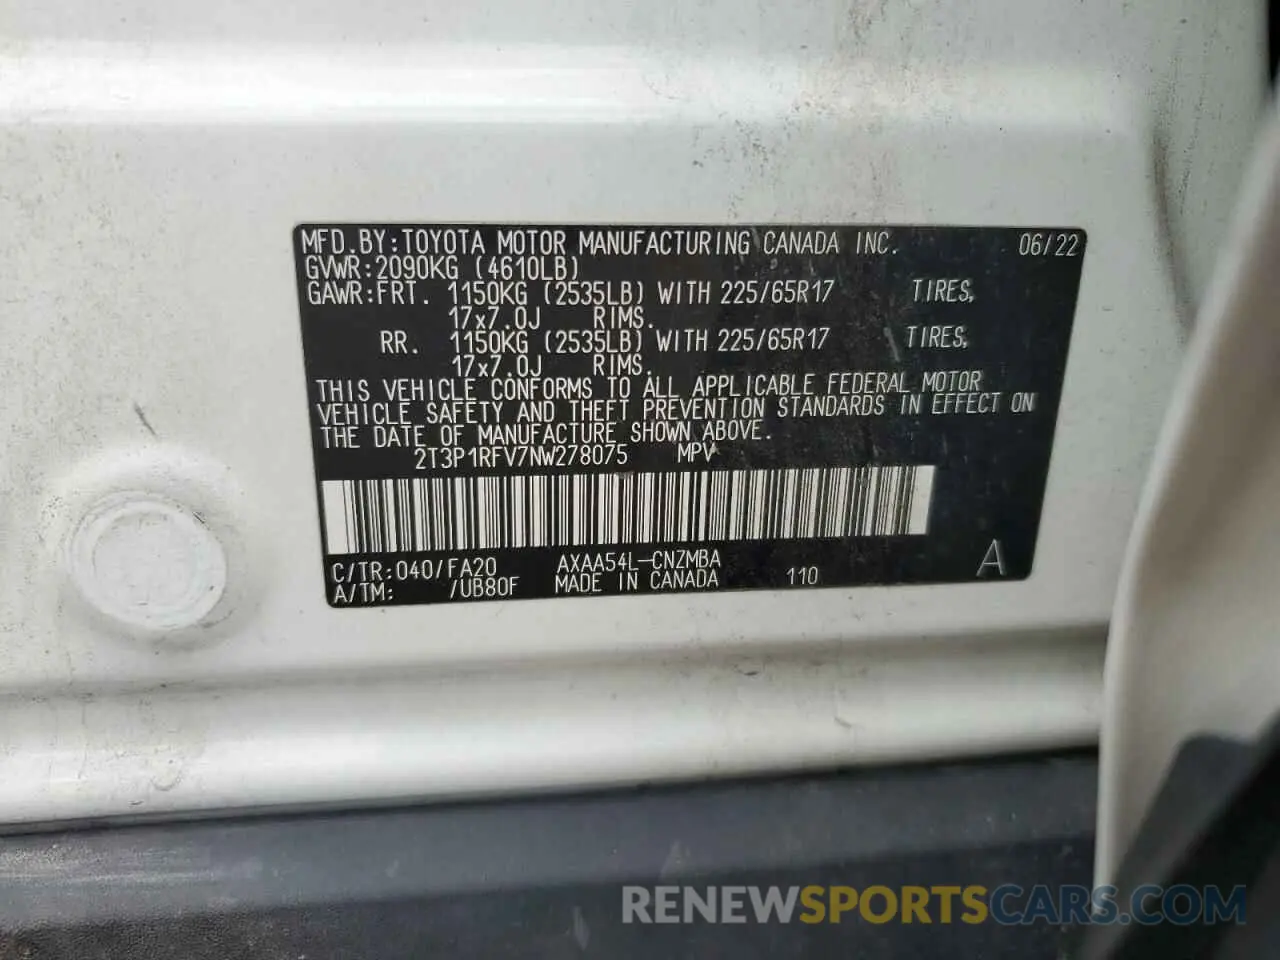 MFD.BY:TOYOTA MOTOR MANUFACTURING CANADA INC. 06/22
GVWR:2090KG (4610LB)
GAWR:FRT. 1150KG (2535LB) WITH 225/65R17 TIRES,
17x7.0J RIMS.
RR. 1150KG (2535LB) WITH 225/65R17 TIRES,
17x7.0J RIMS.
THIS VEHICLE CONFORMS TO ALL APPLICABLE FEDERAL MOTOR
VEHICLE SAFETY AND THEFT PREVENTION STANDARDS IN EFFECT ON
THE DATE OF MANUFACTURE SHOWN ABOVE.
2T3P1RFV7NW278075 MPV
C/TR:040/FA20 AXAA54L-CNZMBA
A/TM: /UB80F MADE IN CANADA 110 A
RENEWSPORTSCARS.COM